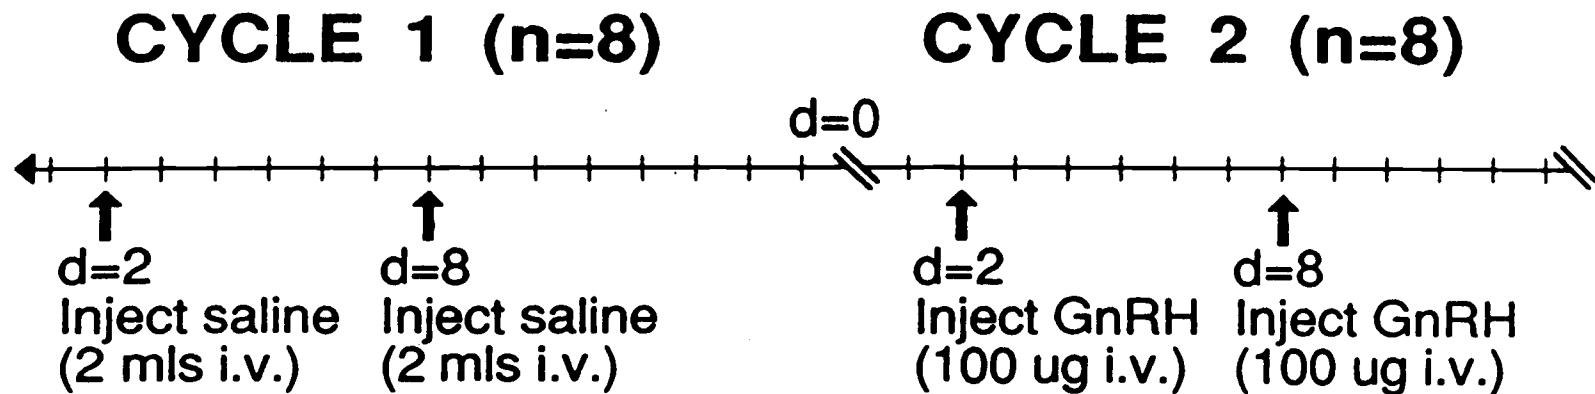 CYCLE 1 (n=8)
CYCLE 2 (n=8)
d=0
d=2
Inject saline
(2 mls i.v.)
d=8
Inject saline
(2 mls i.v.)
d=2
Inject GnRH
(100 ug i.v.)
d=8
Inject GnRH
(100 ug i.v.)